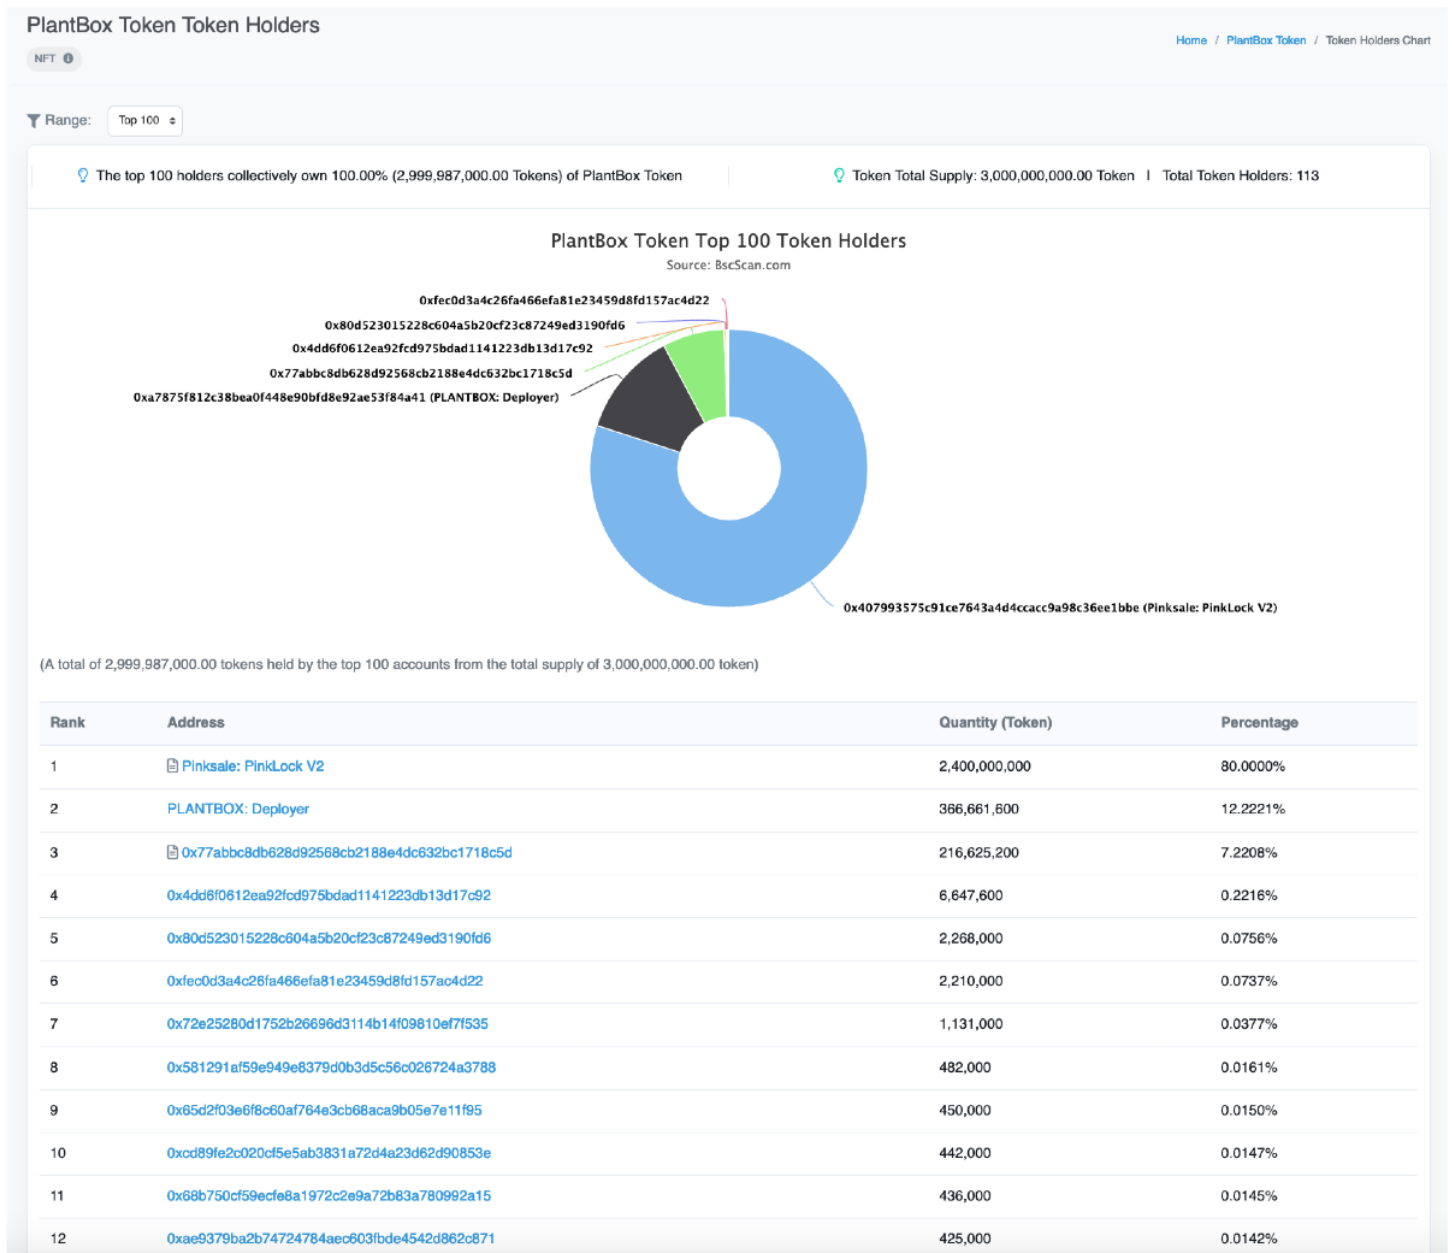 PlantBox Token Token Holders
Home / PlantBox Token / Token Holders Chart
NFT
Range: Top 100
The top 100 holders collectively own 100.00% (2,999,987,000.00 Tokens) of PlantBox Token
Token Total Supply: 3,000,000,000.00 Token | Total Token Holders: 113
PlantBox Token Top 100 Token Holders
Source: BscScan.com
0xfec0d3a4c26fa466efa81e23459d8fd157ac4d22
0x80d523015228c604a5b20cf23c87249ed3190fd6
0x4dd6f0612ea92fcd975bdad1141223db13d17c92
0x77abbc8db628d92568cb2188e4dc632bc1718c5d
0xa7875f812c38bea0f448e90bfd8e92ae53f84a41 (PLANTBOX: Deployer)
0x407993575c91ce7643a4d4ccacc9a98c36ee1bbe (Pinksale: PinkLock V2)
(A total of 2,999,987,000.00 tokens held by the top 100 accounts from the total supply of 3,000,000,000.00 token)
Rank Address Quantity (Token) Percentage
1 Pinksale: PinkLock V2 2,400,000,000 80.0000%
2 PLANTBOX: Deployer 366,661,600 12.2221%
3 0x77abbc8db628d92568cb2188e4dc632bc1718c5d 216,625,200 7.2208%
4 0x4dd6f0612ea92fcd975bdad1141223db13d17c92 6,647,600 0.2216%
5 0x80d523015228c604a5b20cf23c87249ed3190fd6 2,268,000 0.0756%
6 0xfec0d3a4c26fa466efa81e23459d8fd157ac4d22 2,210,000 0.0737%
7 0x72e25280d1752b26696d3114b14f09810ef7f535 1,131,000 0.0377%
8 0x581291af59e949e8379d0b3d5c56c026724a3788 482,000 0.0161%
9 0x65d2f03e6f8c60af764e3cb68aca9b05e7e11f95 450,000 0.0150%
10 0xcd89fe2c020cf5e5ab3831a72d4a23d62d90853e 442,000 0.0147%
11 0x68b750cf59ecfe8a1972c2e9a72b83a780992a15 436,000 0.0145%
12 0xae9379ba2b74724784aec603fbde4542d862c871 425,000 0.0142%